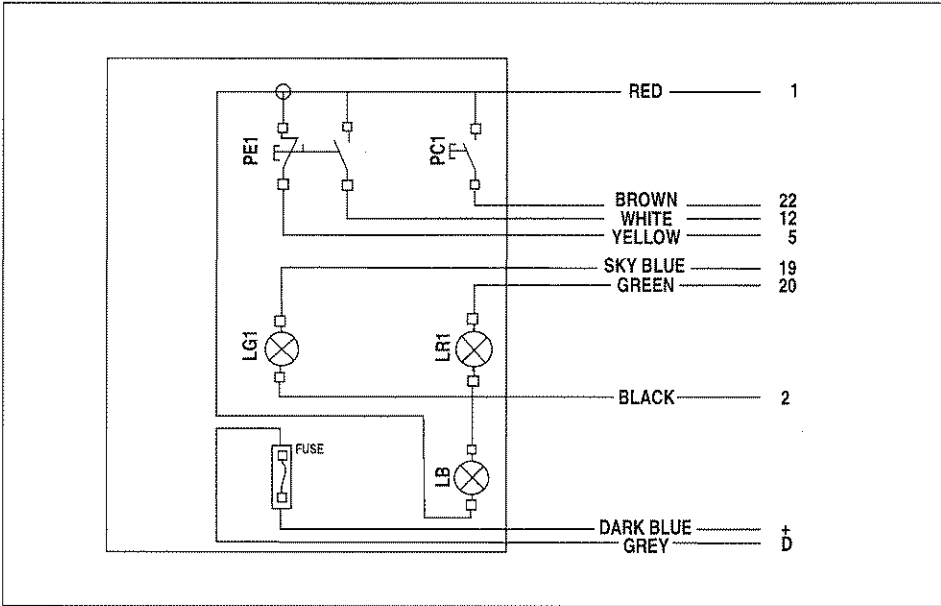 RED 1
PE1
PC1
BROWN 22
WHITE 12
YELLOW 5
SKY BLUE 19
GREEN 20
LG1
LR1
BLACK 2
FUSE
LB
DARK BLUE +
GREY D